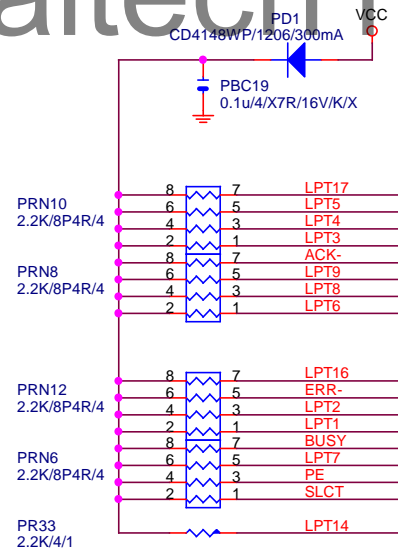 altech
PD1
VCC
CD4148WP/1206/300mA
PBC19
0.1u/4/X7R/16V/K/X
8 7 LPT17
PRN10 6 5 LPT5
2.2K/8P4R/4 4 3 LPT4
2 1 LPT3
8 7 ACK-
PRN8 6 5 LPT9
2.2K/8P4R/4 4 3 LPT8
2 1 LPT6
8 7 LPT16
PRN12 6 5 ERR-
2.2K/8P4R/4 4 3 LPT2
2 1 LPT1
8 7 BUSY
PRN6 6 5 LPT7
2.2K/8P4R/4 4 3 PE
2 1 SLCT
PR33 LPT14
2.2K/4/1